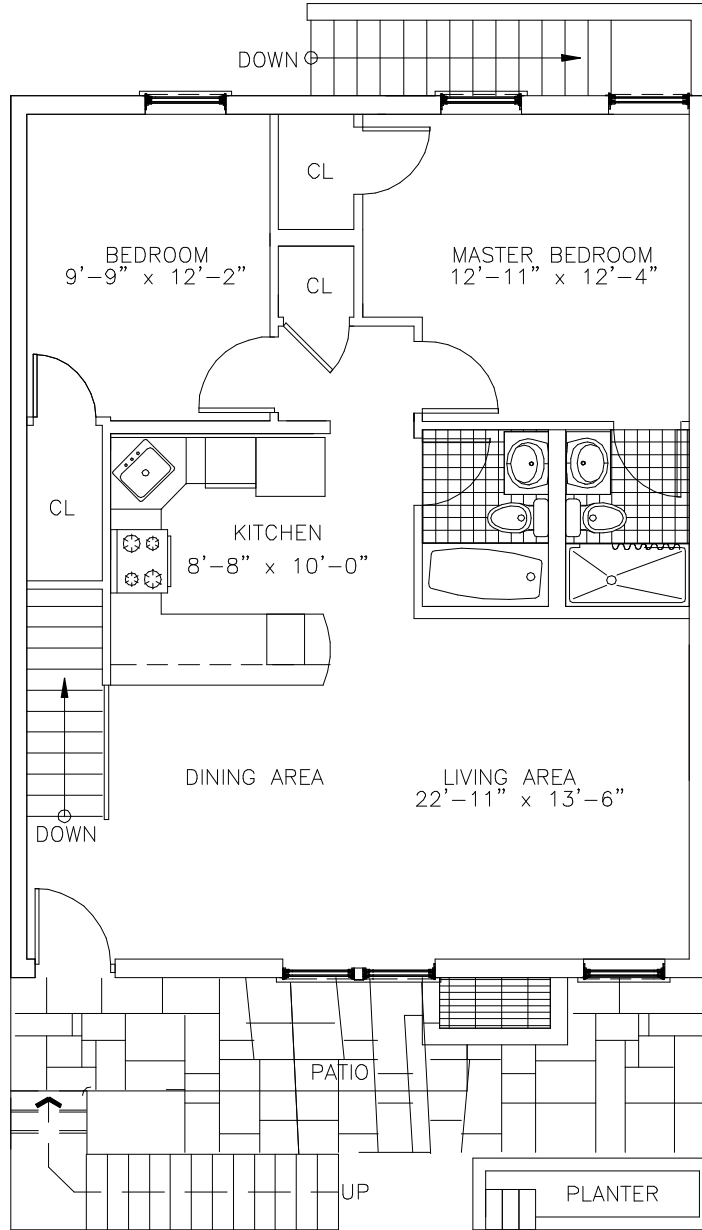 DOWN
CL
BEDROOM
9'-9" x 12'-2"
MASTER BEDROOM
12'-11" x 12'-4"
CL
CL
KITCHEN
8'-8" x 10'-0"
DINING AREA
LIVING AREA
22'-11" x 13'-6"
DOWN
PATIO
UP
PLANTER